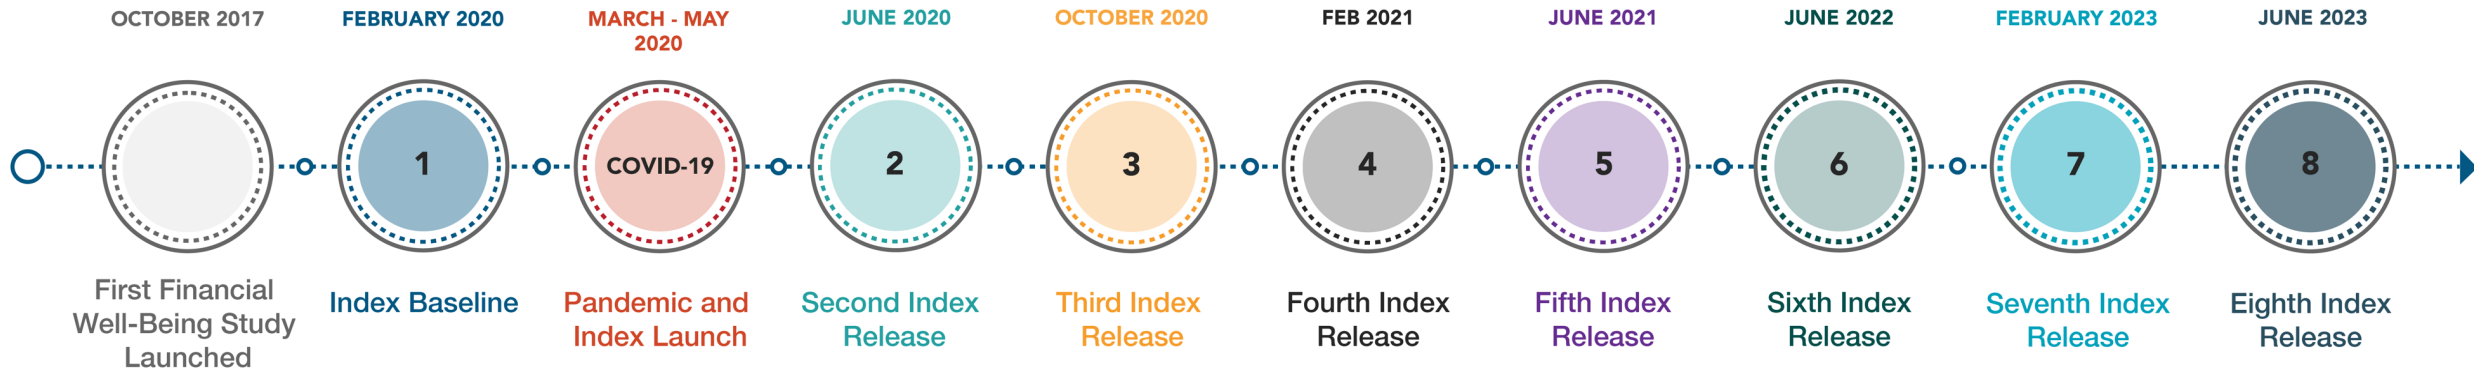 OCTOBER 2017
First Financial
Well-Being Study
Launched
FEBRUARY 2020
1
Index Baseline
MARCH - MAY
2020
COVID-19
Pandemic and
Index Launch
JUNE 2020
2
Second Index
Release
OCTOBER 2020
3
Third Index
Release
FEB 2021
4
Fourth Index
Release
JUNE 2021
5
Fifth Index
Release
JUNE 2022
6
Sixth Index
Release
FEBRUARY 2023
7
Seventh Index
Release
JUNE 2023
8
Eighth Index
Release